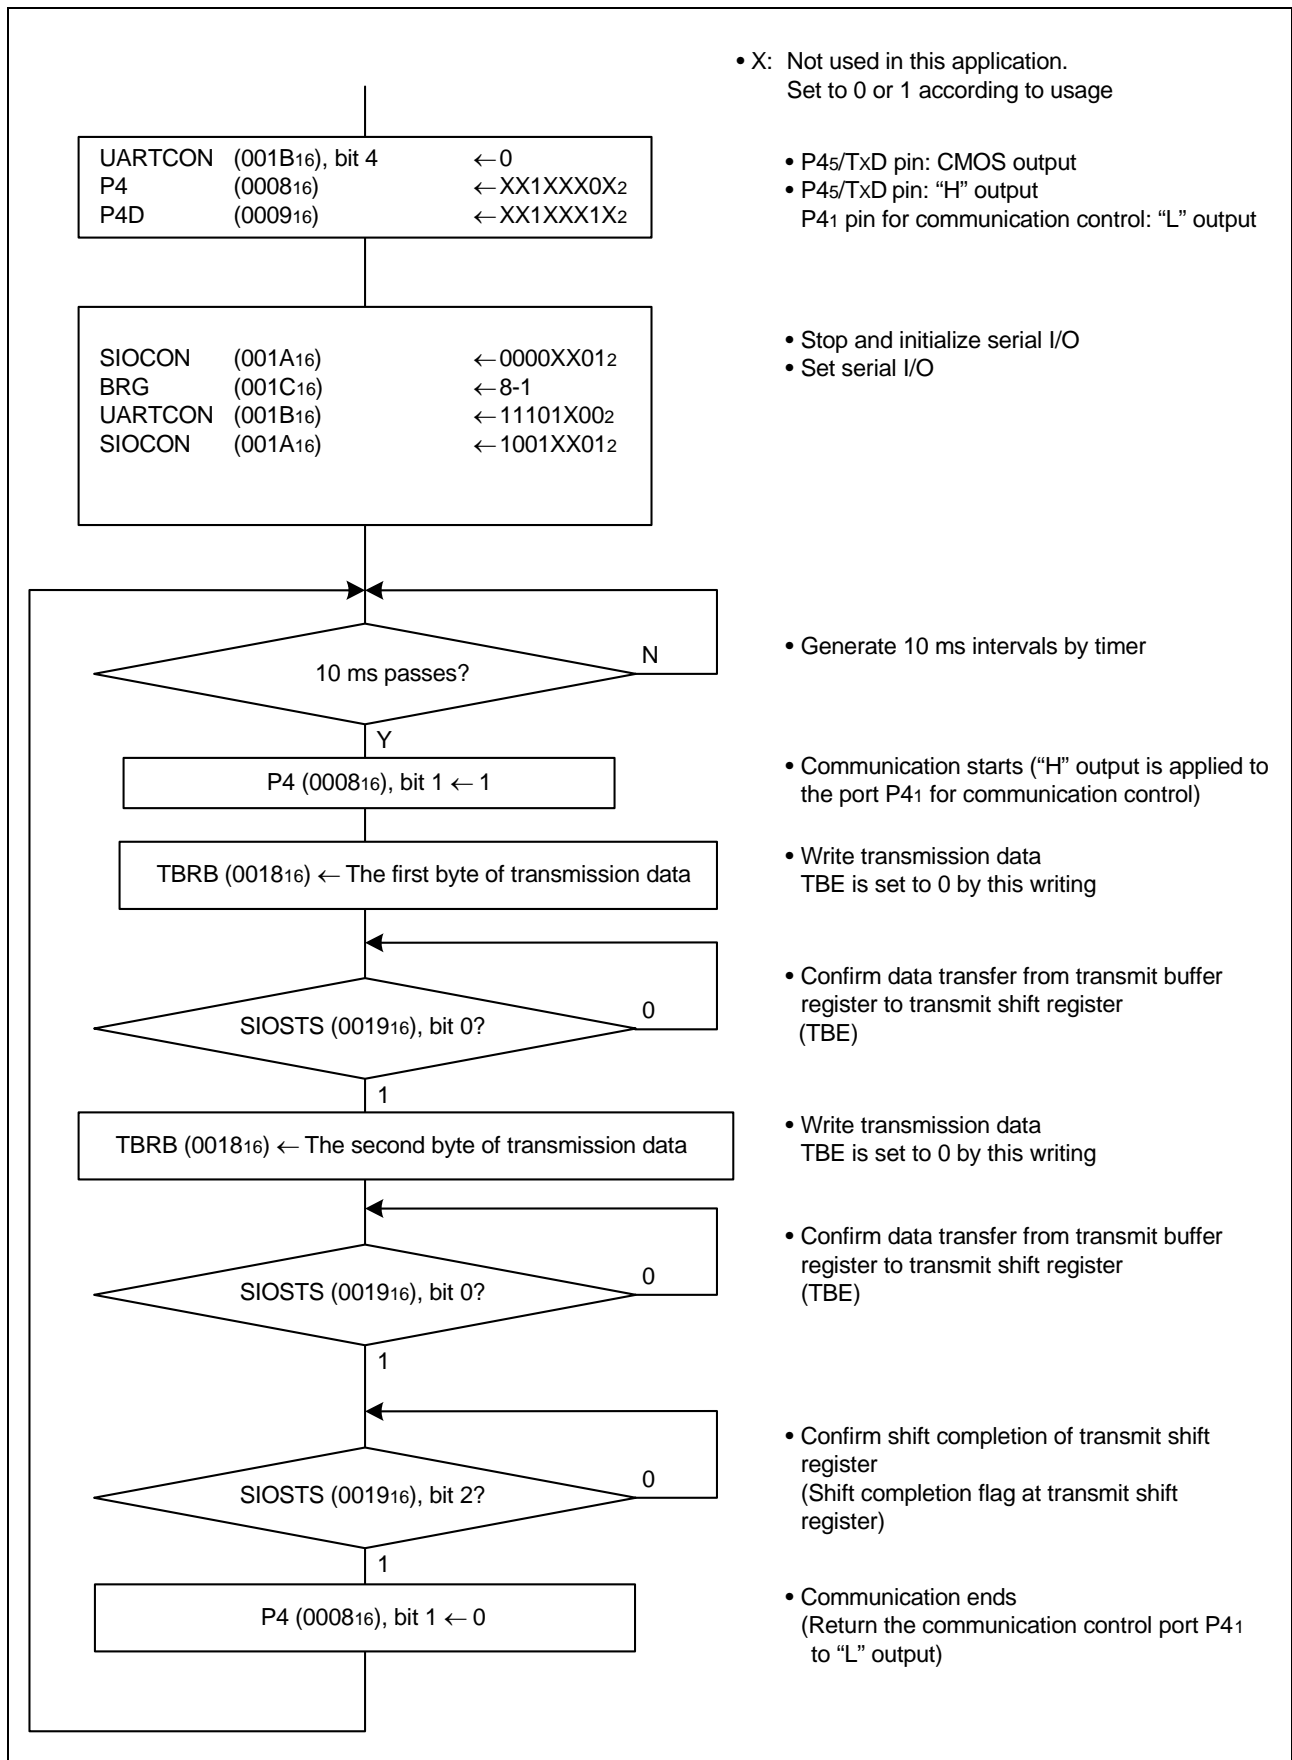 • X: Not used in this application.
Set to 0 or 1 according to usage
UARTCON (001B16), bit 4 ←0
P4 (000816) ←XX1XXX0X2
P4D (000916) ←XX1XXX1X2
• P45/TxD pin: CMOS output
• P45/TxD pin: “H” output
P41 pin for communication control: “L” output
SIOCON (001A16) ←0000XX012
BRG (001C16) ←8-1
UARTCON (001B16) ←11101X002
SIOCON (001A16) ←1001XX012
• Stop and initialize serial I/O
• Set serial I/O
10 ms passes?
N
Y
• Generate 10 ms intervals by timer
P4 (000816), bit 1 ← 1
• Communication starts (“H” output is applied to
the port P41 for communication control)
TBRB (001816) ← The first byte of transmission data
• Write transmission data
TBE is set to 0 by this writing
SIOSTS (001916), bit 0?
0
1
• Confirm data transfer from transmit buffer
register to transmit shift register
(TBE)
TBRB (001816) ← The second byte of transmission data
• Write transmission data
TBE is set to 0 by this writing
SIOSTS (001916), bit 0?
0
1
• Confirm data transfer from transmit buffer
register to transmit shift register
(TBE)
SIOSTS (001916), bit 2?
0
1
• Confirm shift completion of transmit shift
register
(Shift completion flag at transmit shift
register)
P4 (000816), bit 1 ← 0
• Communication ends
(Return the communication control port P41
to “L” output)